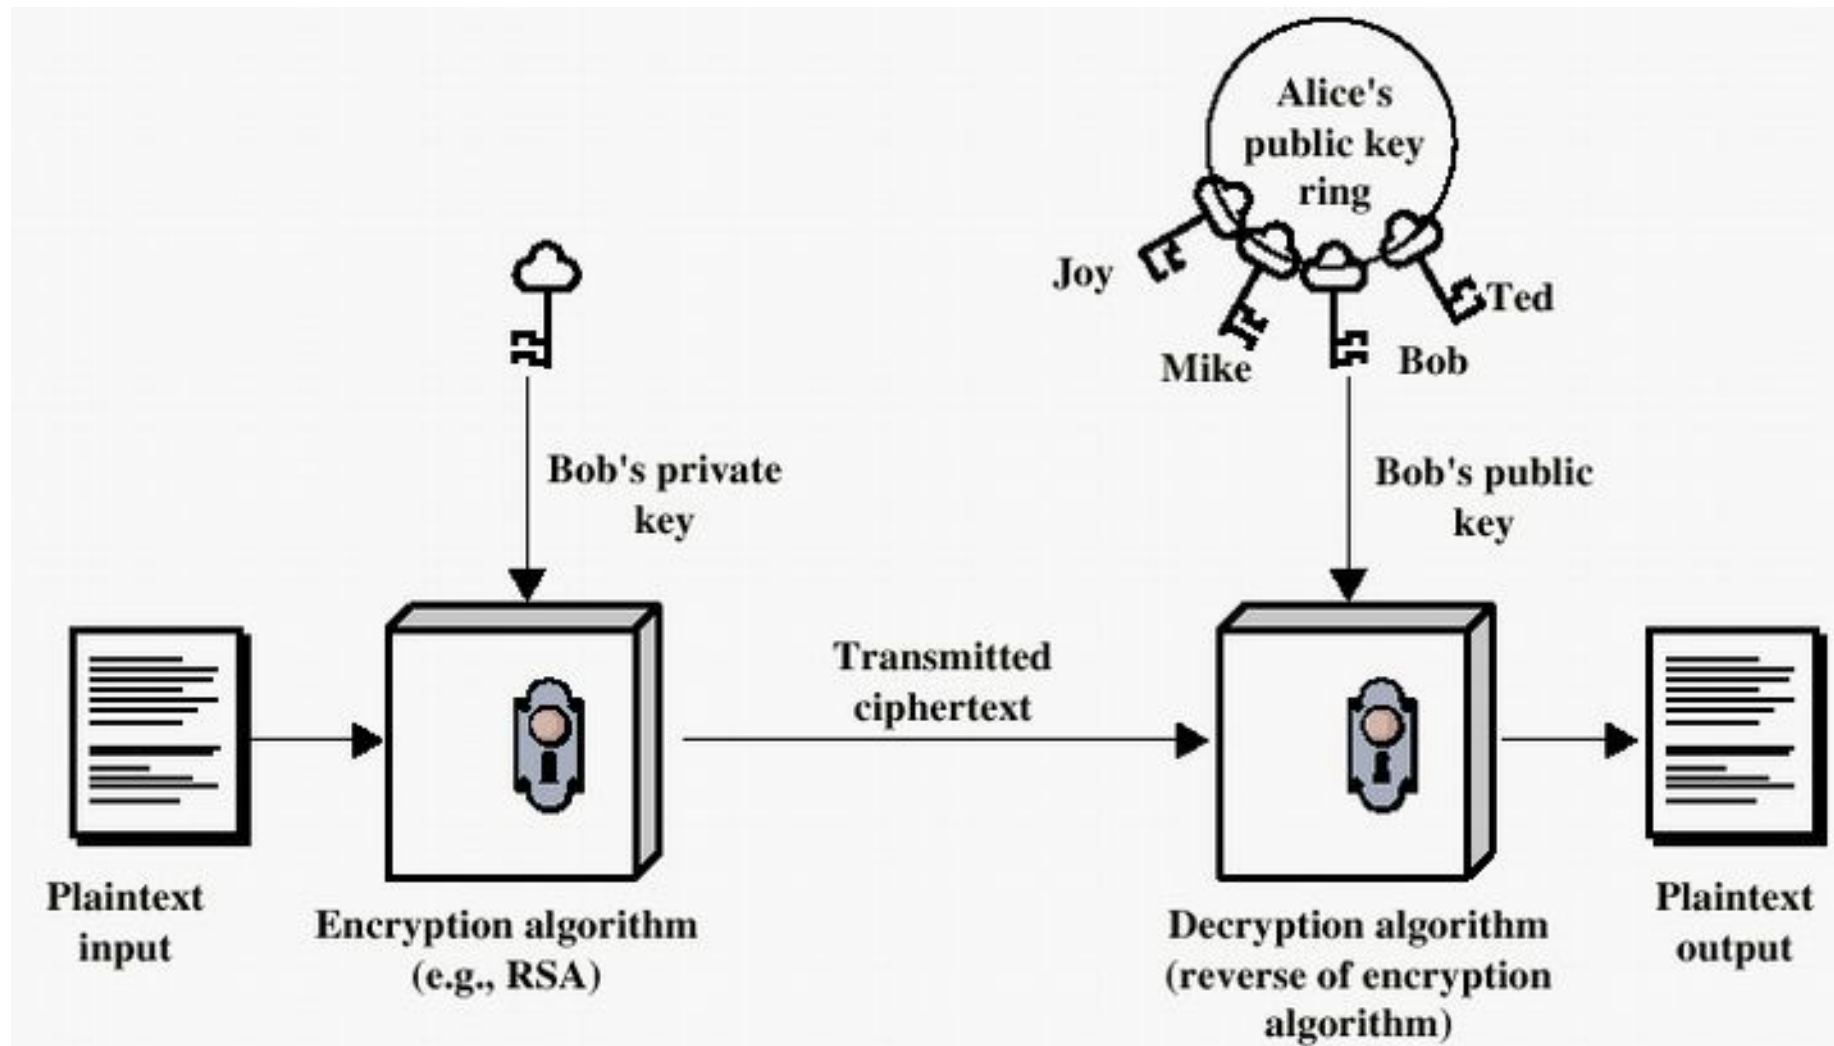 Alice's
public key
ring
Joy
Ted
Mike
Bob
Bob's private
key
Bob's public
key
Transmitted
ciphertext
Plaintext
input
Encryption algorithm
(e.g., RSA)
Decryption algorithm
(reverse of encryption
algorithm)
Plaintext
output